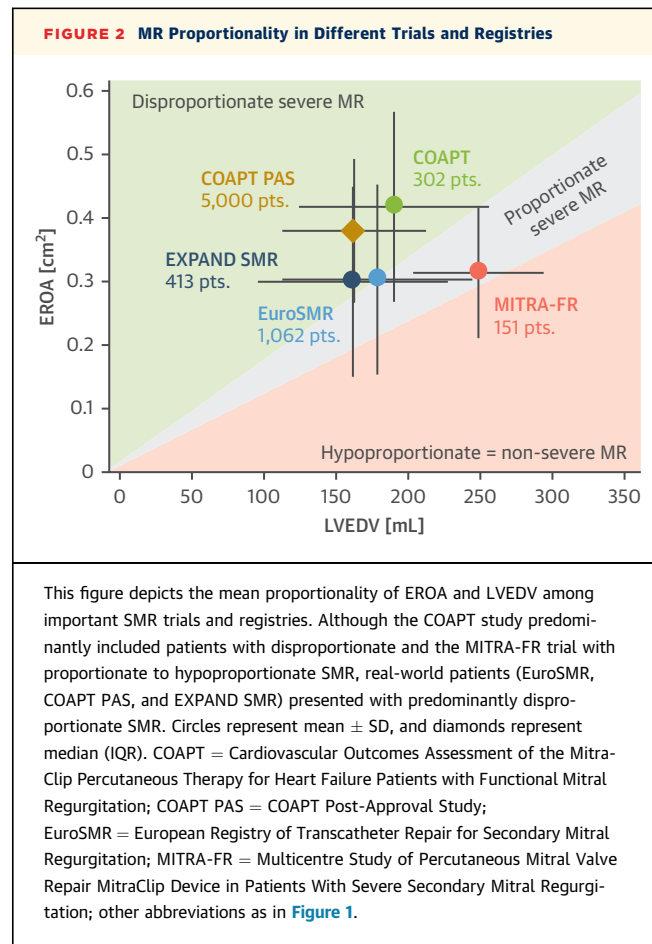 FIGURE 2 MR Proportionality in Different Trials and Registries
0.6
0.5
0.4
0.3
0.2
0.1
0
EROA [cm²]
Disproportionate severe MR
COAPT PAS
5,000 pts.
COAPT
302 pts.
Proportionate
severe MR
EXPAND SMR
413 pts.
EuroSMR
1,062 pts.
MITRA-FR
151 pts.
Hypoproportionate = non-severe MR
0 50 100 150 200 250 300 350
LVEDV [mL]
This figure depicts the mean proportionality of EROA and LVEDV among
important SMR trials and registries. Although the COAPT study predomi-
nantly included patients with disproportionate and the MITRA-FR trial with
proportionate to hypoproportionate SMR, real-world patients (EuroSMR,
COAPT PAS, and EXPAND SMR) presented with predominantly dispro-
portionate SMR. Circles represent mean ± SD, and diamonds represent
median (IQR). COAPT = Cardiovascular Outcomes Assessment of the Mitra-
Clip Percutaneous Therapy for Heart Failure Patients with Functional Mitral
Regurgitation; COAPT PAS = COAPT Post-Approval Study;
EuroSMR = European Registry of Transcatheter Repair for Secondary Mitral
Regurgitation; MITRA-FR = Multicentre Study of Percutaneous Mitral Valve
Repair MitraClip Device in Patients With Severe Secondary Mitral Regurgi-
tation; other abbreviations as in Figure 1.